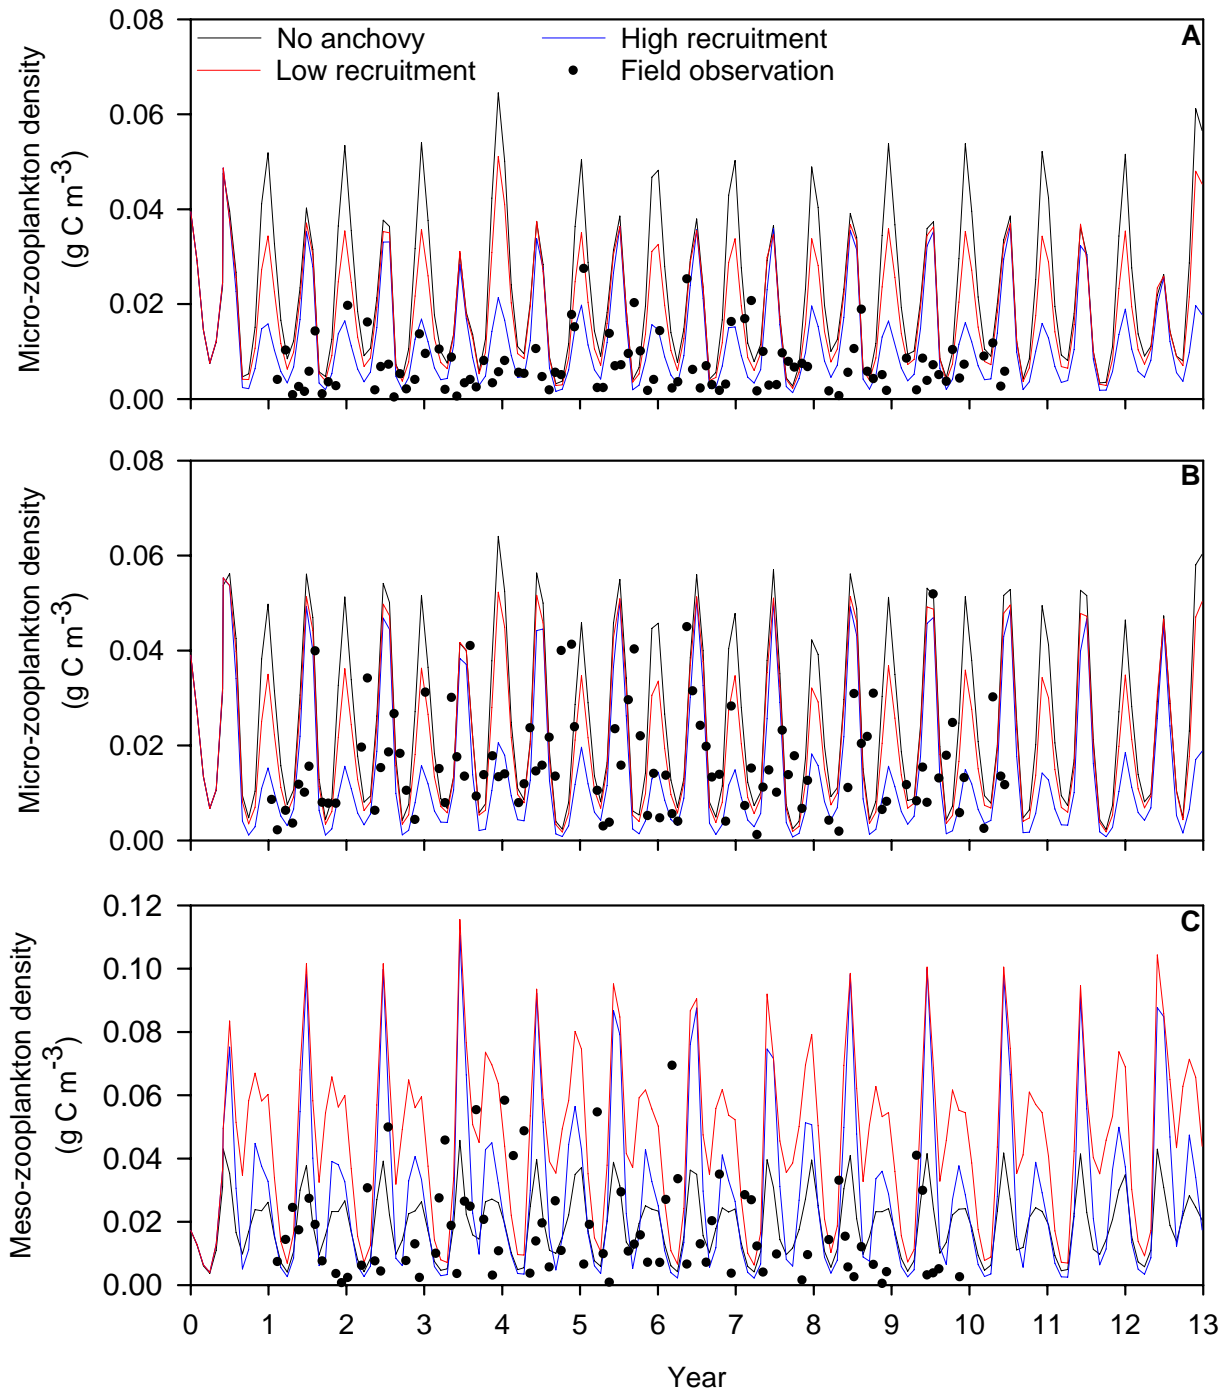 0.08
No anchovy
High recruitment
A
Low recruitment
Field observation
0.06
0.04
0.02
0.00
Micro-zooplankton density
(g C m-3)
0.08
B
0.06
0.04
0.02
0.00
Micro-zooplankton density
(g C m-3)
0.12
C
0.10
0.08
0.06
0.04
0.02
0.00
Meso-zooplankton density
(g C m-3)
0 1 2 3 4 5 6 7 8 9 10 11 12 13
Year